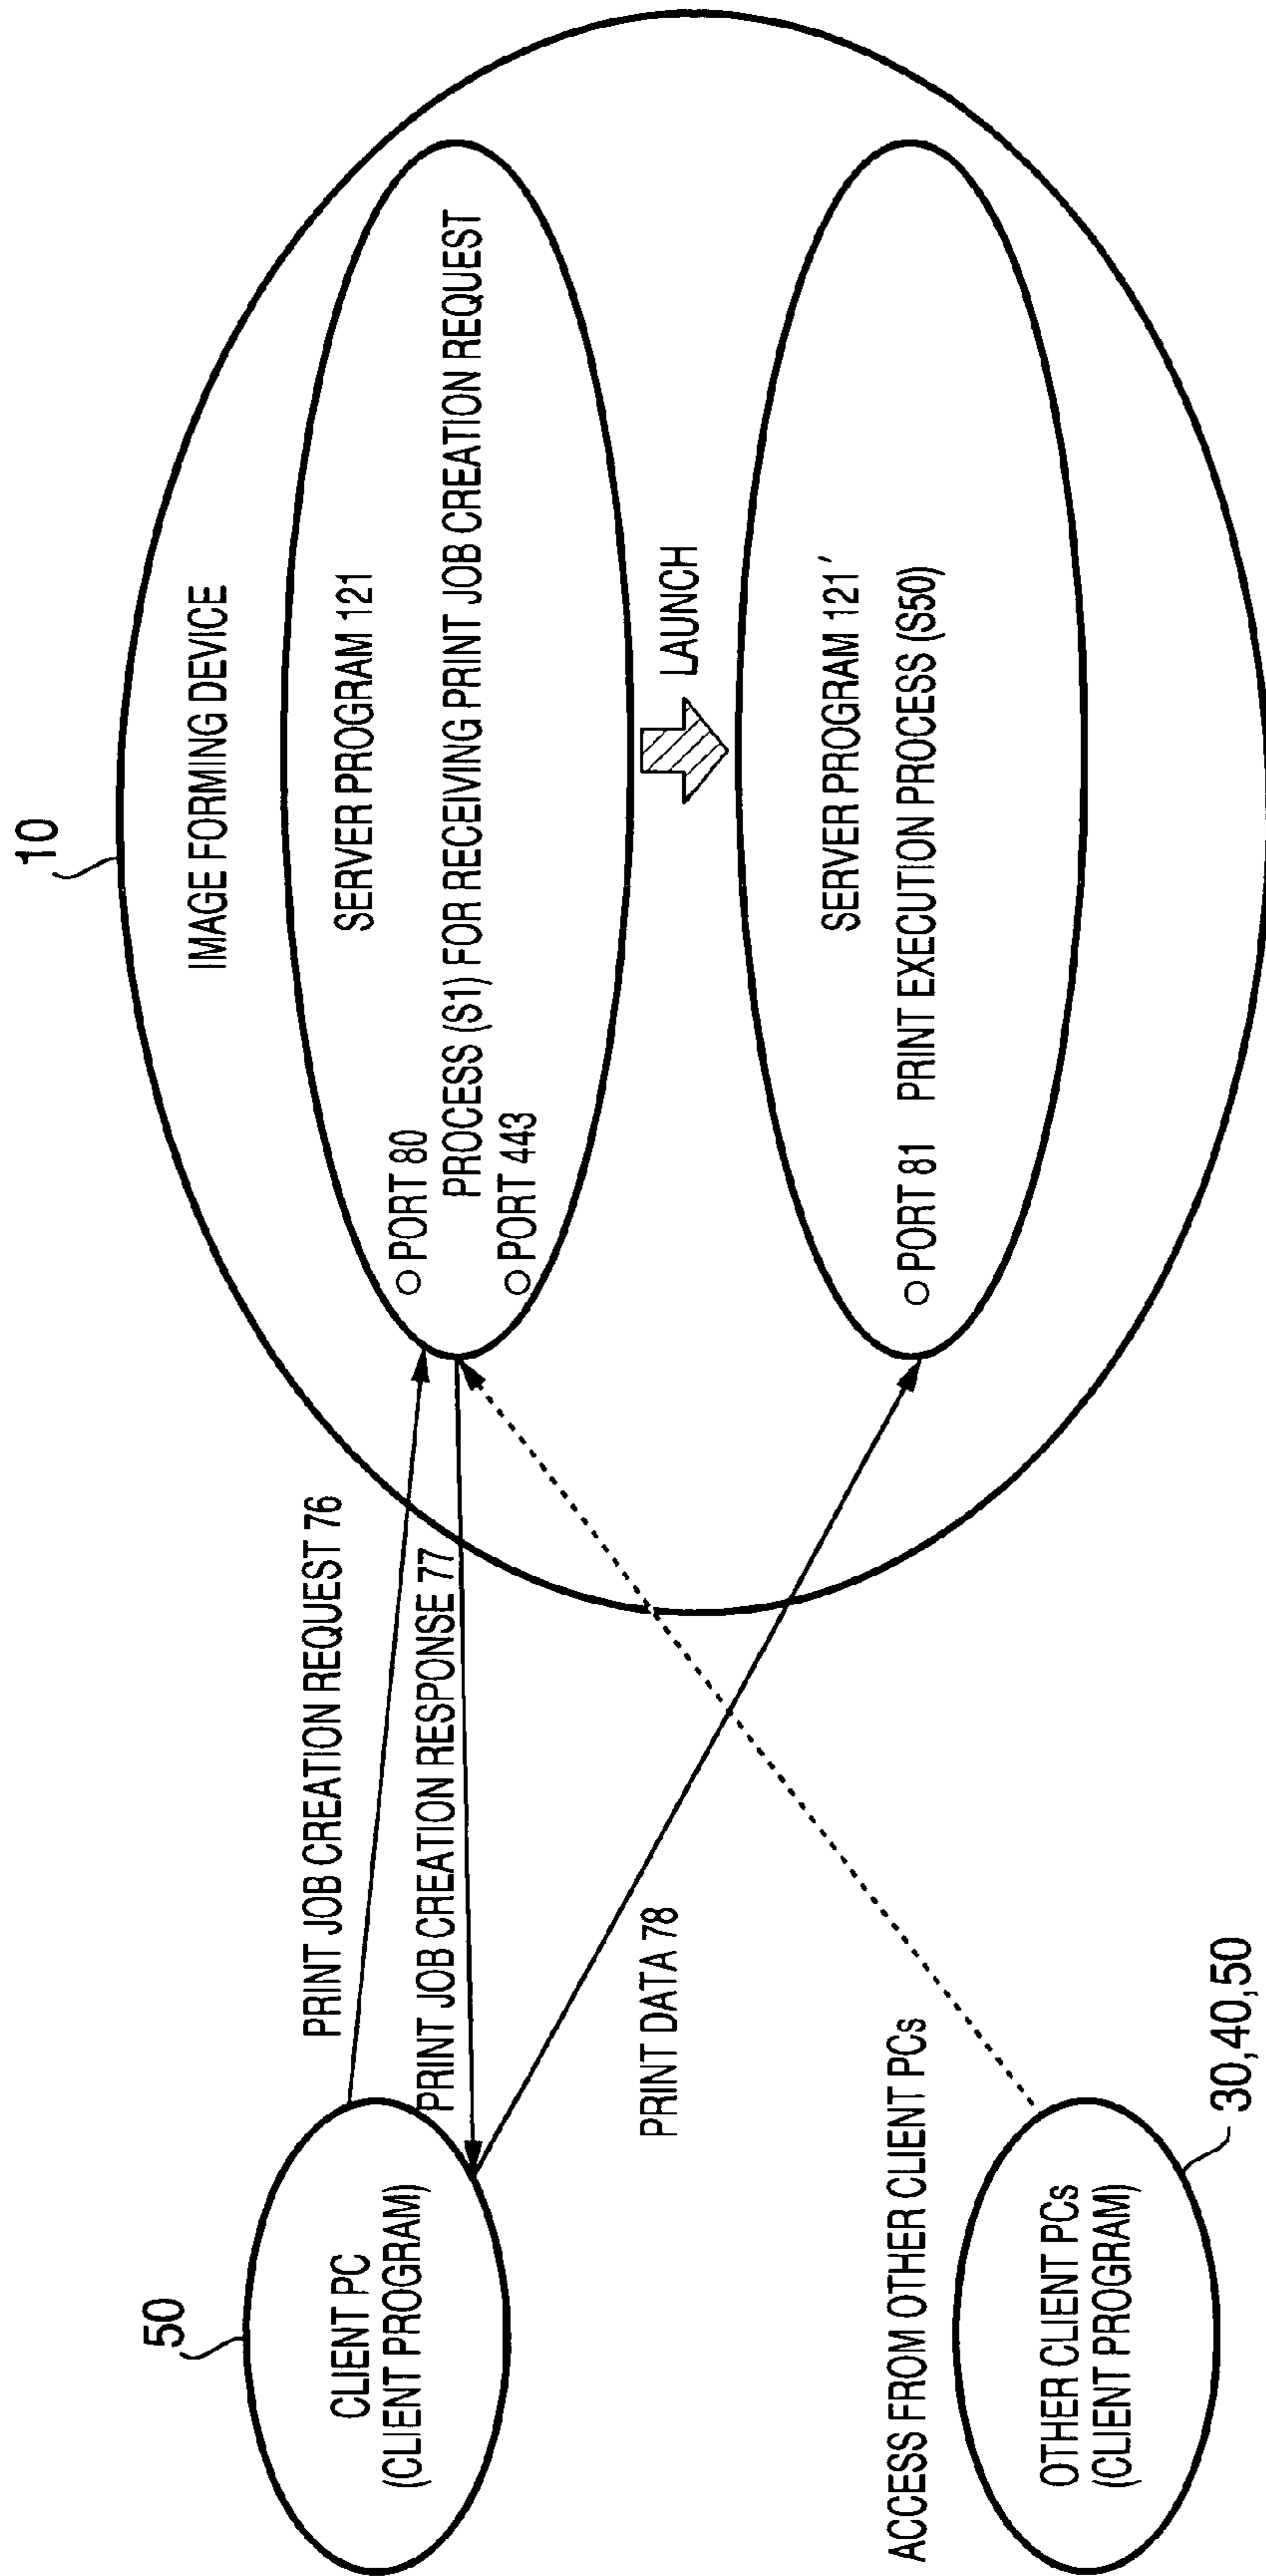 10
IMAGE FORMING DEVICE
SERVER PROGRAM 121
PORT 80
PROCESS (S1) FOR RECEIVING PRINT JOB CREATION REQUEST
PORT 443
LAUNCH
SERVER PROGRAM 121′
PORT 81 PRINT EXECUTION PROCESS (S50)
PRINT JOB CREATION REQUEST 76
PRINT JOB CREATION RESPONSE 77
PRINT DATA 78
50
CLIENT PC
(CLIENT PROGRAM)
ACCESS FROM OTHER CLIENT PCs
OTHER CLIENT PCs
(CLIENT PROGRAM)
30,40,50